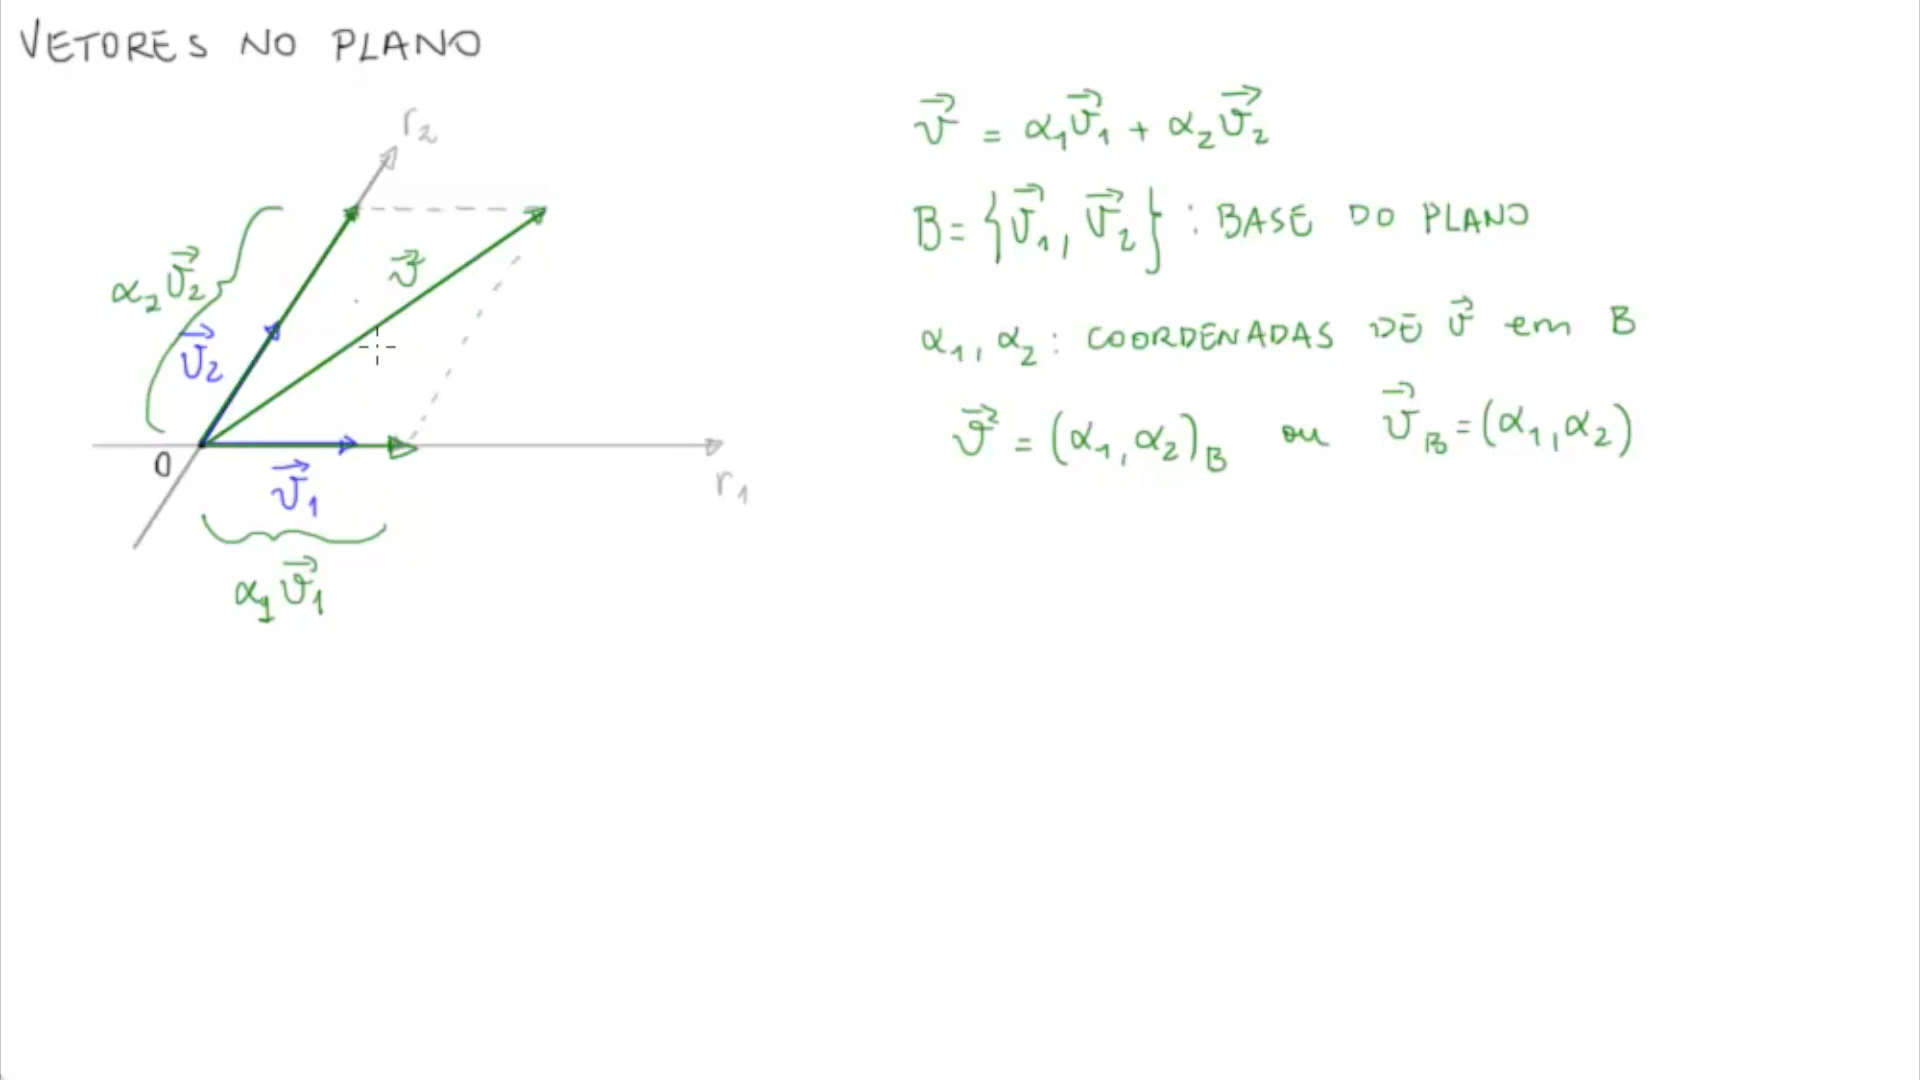 VETORES NO PLANO
r₂
α₂v⃗₂
v⃗
v⃗₂
0
v⃗₁
r₁
α₁v⃗₁
v⃗ = α₁v⃗₁ + α₂v⃗₂
B = {v⃗₁, v⃗₂} : BASE DO PLANO
α₁, α₂ : COORDENADAS DE v⃗ em B
v⃗ = (α₁, α₂)B ou v⃗B = (α₁, α₂)